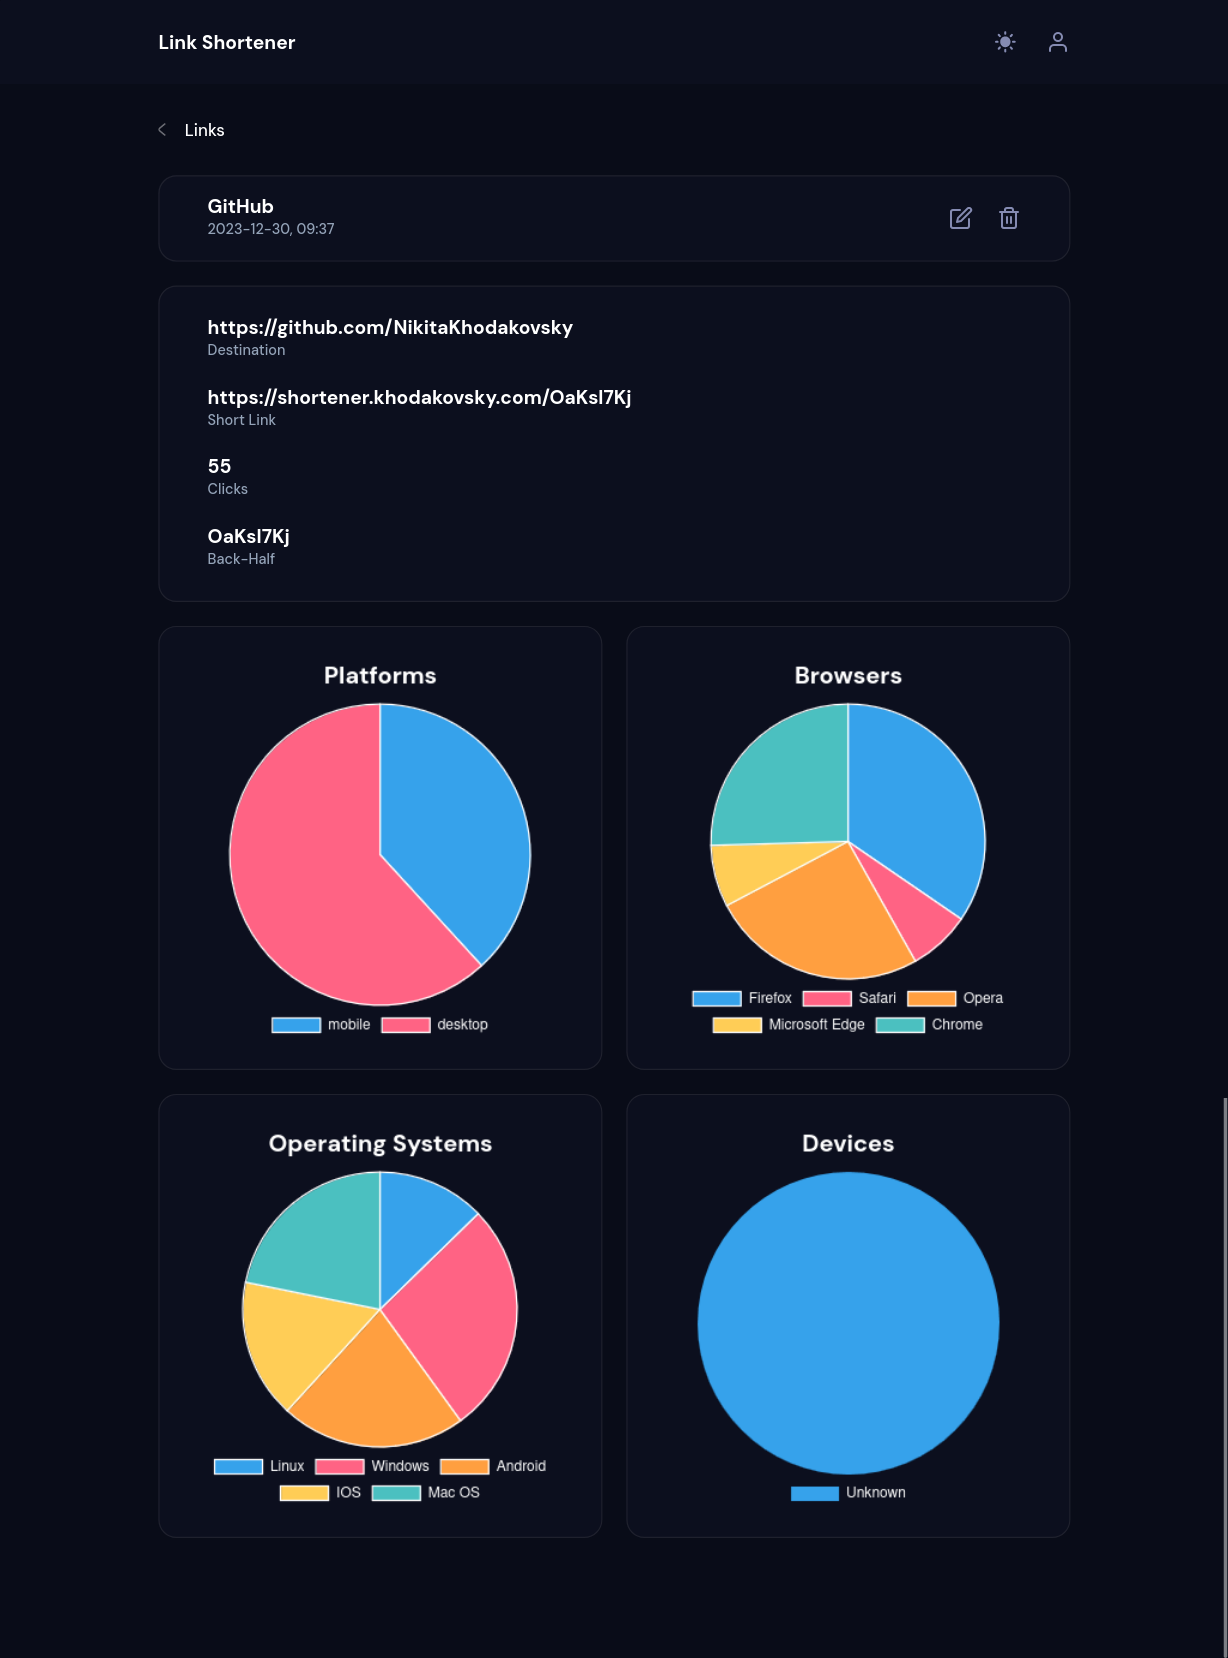 Link Shortener
Links
GitHub
2023-12-30, 09:37
https://github.com/NikitaKhodakovsky
Destination
https://shortener.khodakovsky.com/OaKsI7Kj
Short Link
55
Clicks
OaKsI7Kj
Back-Half
Platforms
mobile desktop
Browsers
Firefox Safari Opera
Microsoft Edge Chrome
Operating Systems
Linux Windows Android
IOS Mac OS
Devices
Unknown